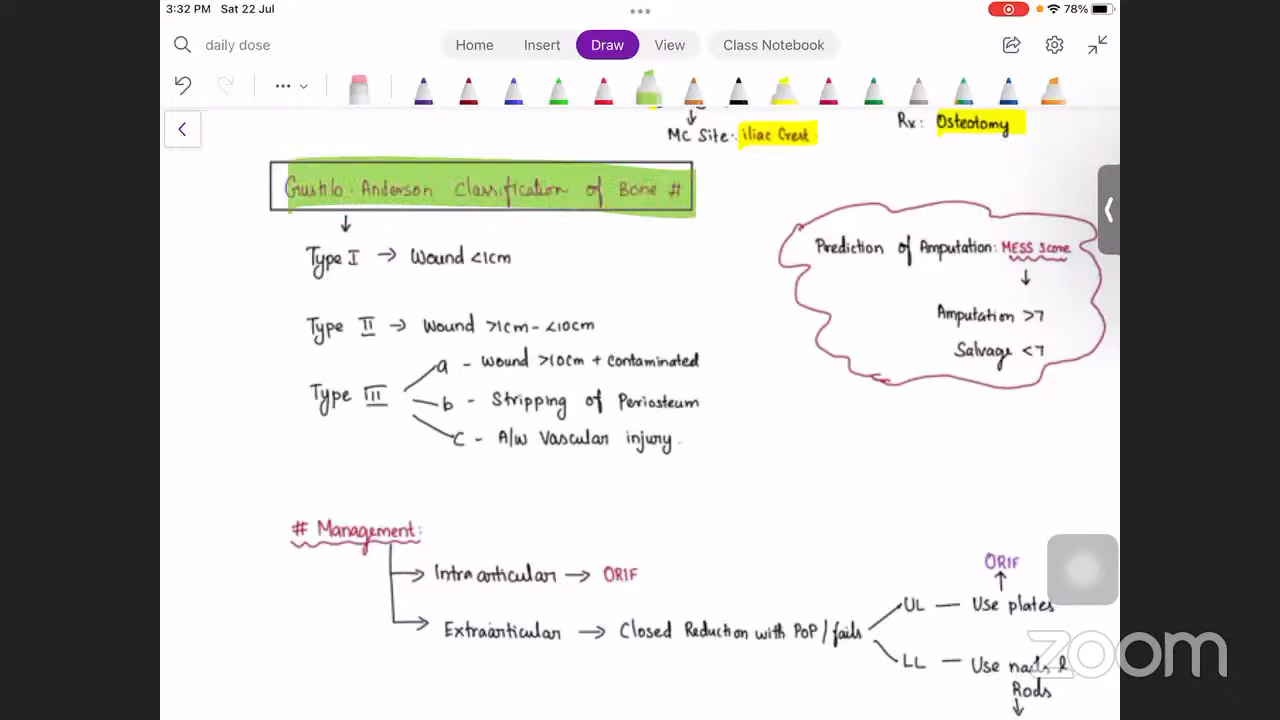 3:32 PM Sat 22 Jul
78%
daily dose
Home Insert Draw View Class Notebook
MC Site: iliac Crest
Rx: Osteotomy
Gustilo-Anderson Classification of Bone #
Type I → Wound <1cm
Type II → Wound >1cm - <10cm
Type III
a - Wound >10cm + contaminated
b - Stripping of Periosteum
C - A/w Vascular injury.
Prediction of Amputation: MESS Score
↓
Amputation >7
Salvage <7
# Management:
Intraarticular → ORIF
Extraarticular → Closed Reduction with POP / fails
ORIF
UL — Use plates
LL — Use nails &
Rods
zoom